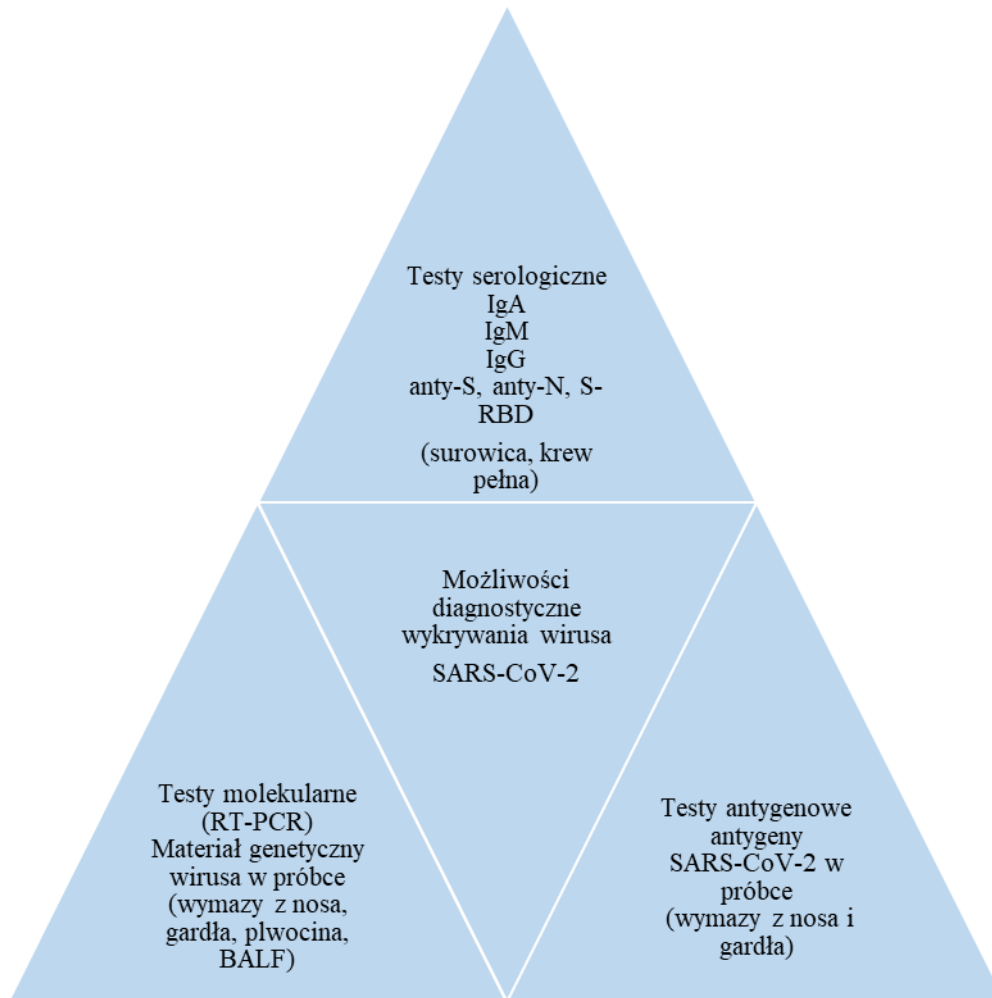 Testy serologiczne
IgA
IgM
IgG
anty-S, anty-N, S-
RBD
(surowica, krew
pełna)
Możliwości
diagnostyczne
wykrywania wirusa
SARS-CoV-2
Testy molekularne
(RT-PCR)
Materiał genetyczny
wirusa w próbce
(wymazy z nosa,
gardła, plwocina,
BALF)
Testy antygenowe
antygeny
SARS-CoV-2 w
próbce
(wymazy z nosa i
gardła)